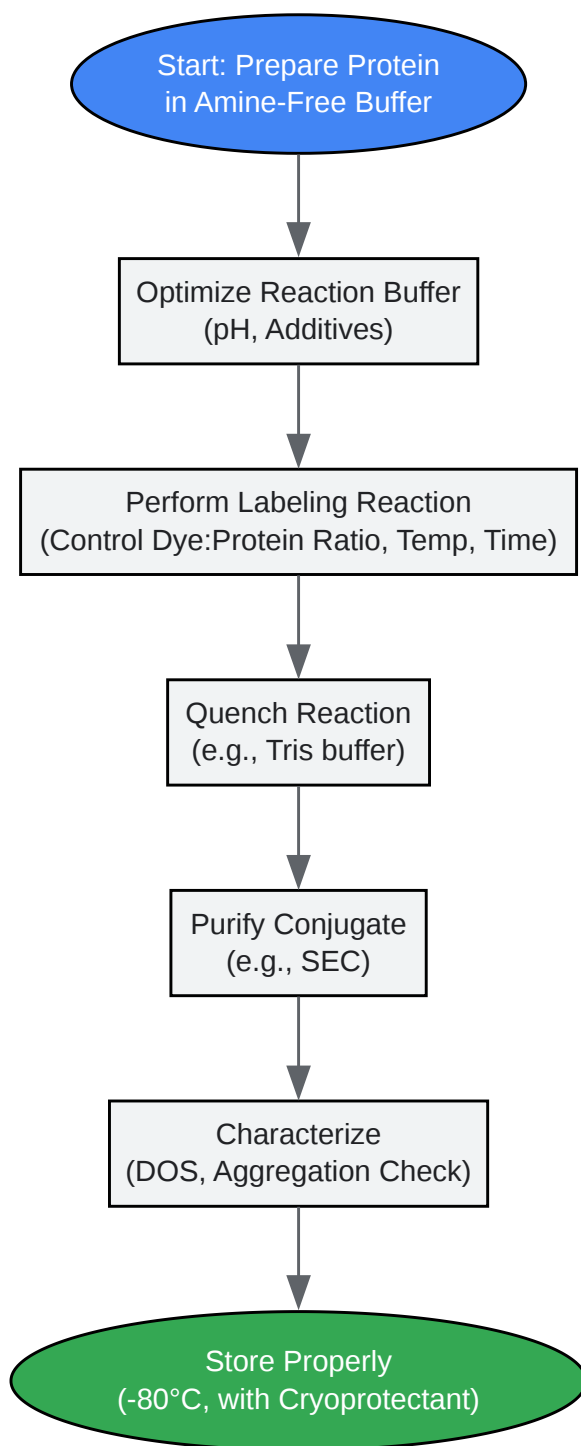 Start: Prepare Protein
in Amine-Free Buffer
Optimize Reaction Buffer
(pH, Additives)
Perform Labeling Reaction
(Control Dye:Protein Ratio, Temp, Time)
Quench Reaction
(e.g., Tris buffer)
Purify Conjugate
(e.g., SEC)
Characterize
(DOS, Aggregation Check)
Store Properly
(-80°C, with Cryoprotectant)